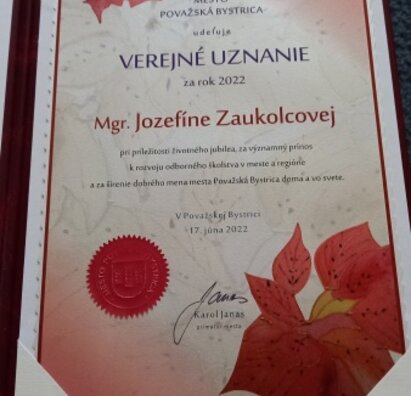 MESTO
POVAŽSKÁ BYSTRICA
udeľuje
VEREJNÉ UZNANIE
za rok 2022
Mgr. Jozefíne Zaukolcovej
pri príležitosti životného jubilea, za významný prínos
k rozvoju odborného školstva v meste a regióne
a za šírenie dobrého mena mesta Považská Bystrica doma a vo svete.
V Považskej Bystrici
17. júna 2022
Janas
Karol Janas
primátor mesta